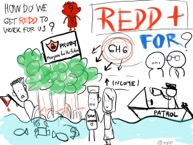 HOW DO WE
GET REDD TO
WORK FOR US?
REDD +
FOR?
GHG
↑ INCOME!
PATROL